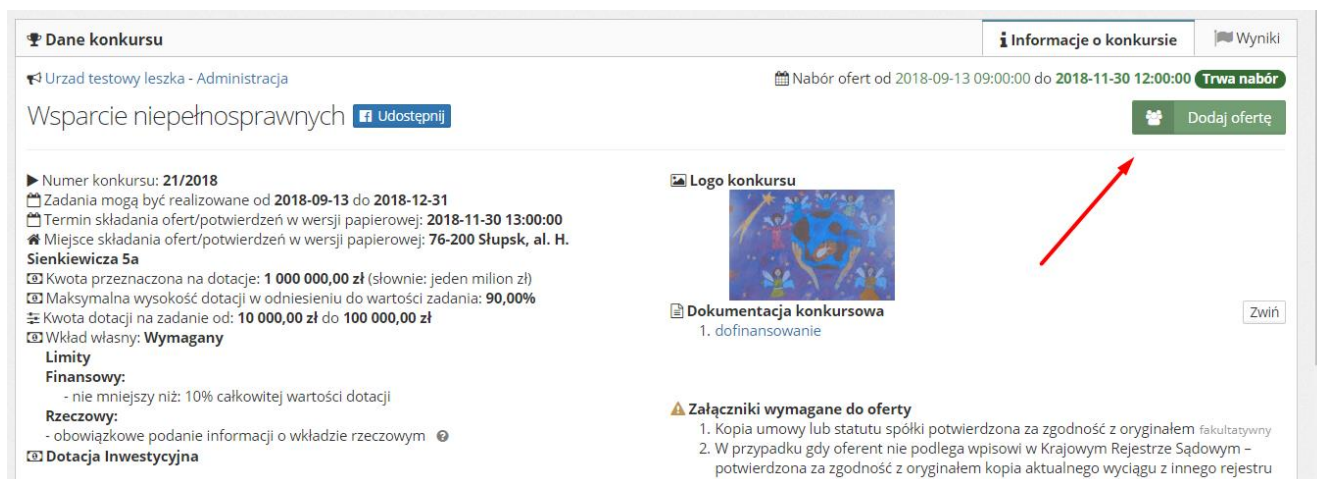 Dane konkursu
Informacje o konkursie
Wyniki
Urzad testowy leszka - Administracja
Nabór ofert od 2018-09-13 09:00:00 do 2018-11-30 12:00:00 Trwa nabór
Wsparcie niepełnosprawnych Udostępnij
Dodaj ofertę
Numer konkursu: 21/2018
Zadania mogą być realizowane od 2018-09-13 do 2018-12-31
Termin składania ofert/potwierdzeń w wersji papierowej: 2018-11-30 13:00:00
Miejsce składania ofert/potwierdzeń w wersji papierowej: 76-200 Słupsk, al. H.
Sienkiewicza 5a
Kwota przeznaczona na dotacje: 1 000 000,00 zł (słownie: jeden milion zł)
Maksymalna wysokość dotacji w odniesieniu do wartości zadania: 90,00%
Kwota dotacji na zadanie od: 10 000,00 zł do 100 000,00 zł
Wkład własny: Wymagany
Limity
Finansowy:
- nie mniejszy niż: 10% całkowitej wartości dotacji
Rzeczowy:
- obowiązkowe podanie informacji o wkładzie rzeczowym
Dotacja Inwestycyjna
Logo konkursu
Dokumentacja konkursowa
Zwiń
1. dofinansowanie
Załączniki wymagane do oferty
1. Kopia umowy lub statutu spółki potwierdzona za zgodność z oryginałem fakultatywny
2. W przypadku gdy oferent nie podlega wpisowi w Krajowym Rejestrze Sądowym –
potwierdzona za zgodność z oryginałem kopia aktualnego wyciągu z innego rejestru